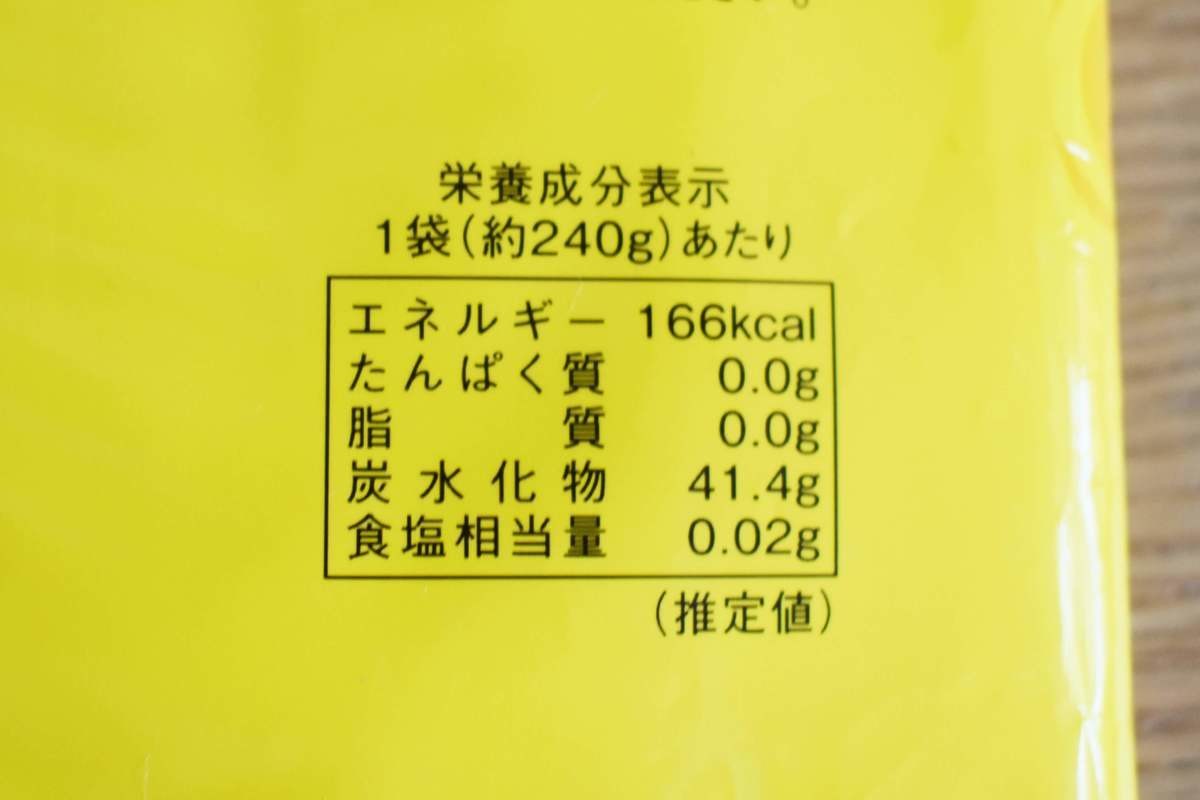 栄養成分表示
1袋(約240g)あたり
エネルギー 166kcal
たんぱく質 0.0g
脂質 0.0g
炭水化物 41.4g
食塩相当量 0.02g
(推定値)